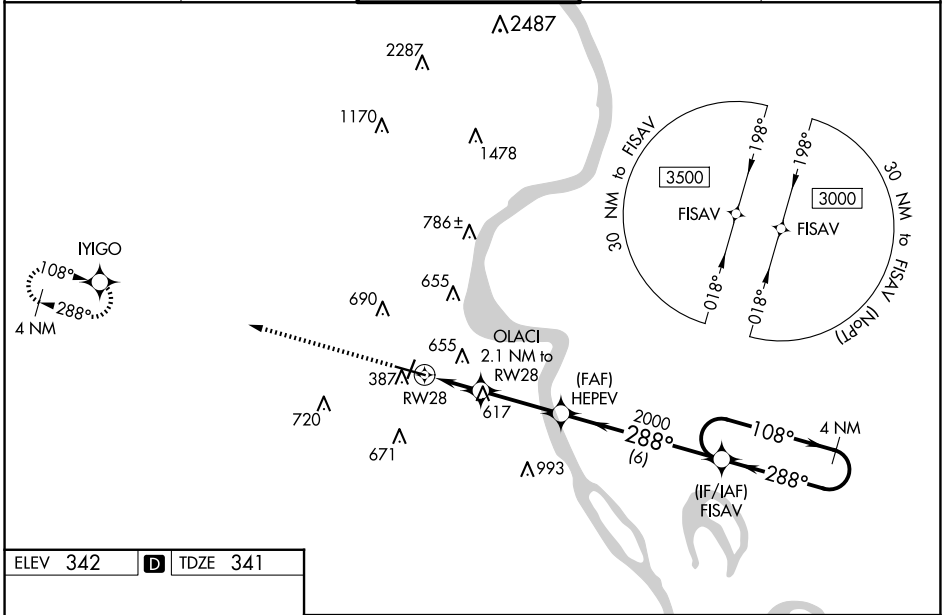 2487
2287
1170
1478
786±
655
690
655
387
720
671
617
993
IYIGO
108°
288°
4 NM
RW28
OLACI
2.1 NM to
RW28
(FAF)
HEPEV
2000
288°
(6)
108°
4 NM
288°
(IF/IAF)
FISAV
30 NM to FISAV
3500
198°
FISAV
018°
198°
3000
FISAV
018°
30 NM to FISAV (NoPT)
ELEV 342 D TDZE 341